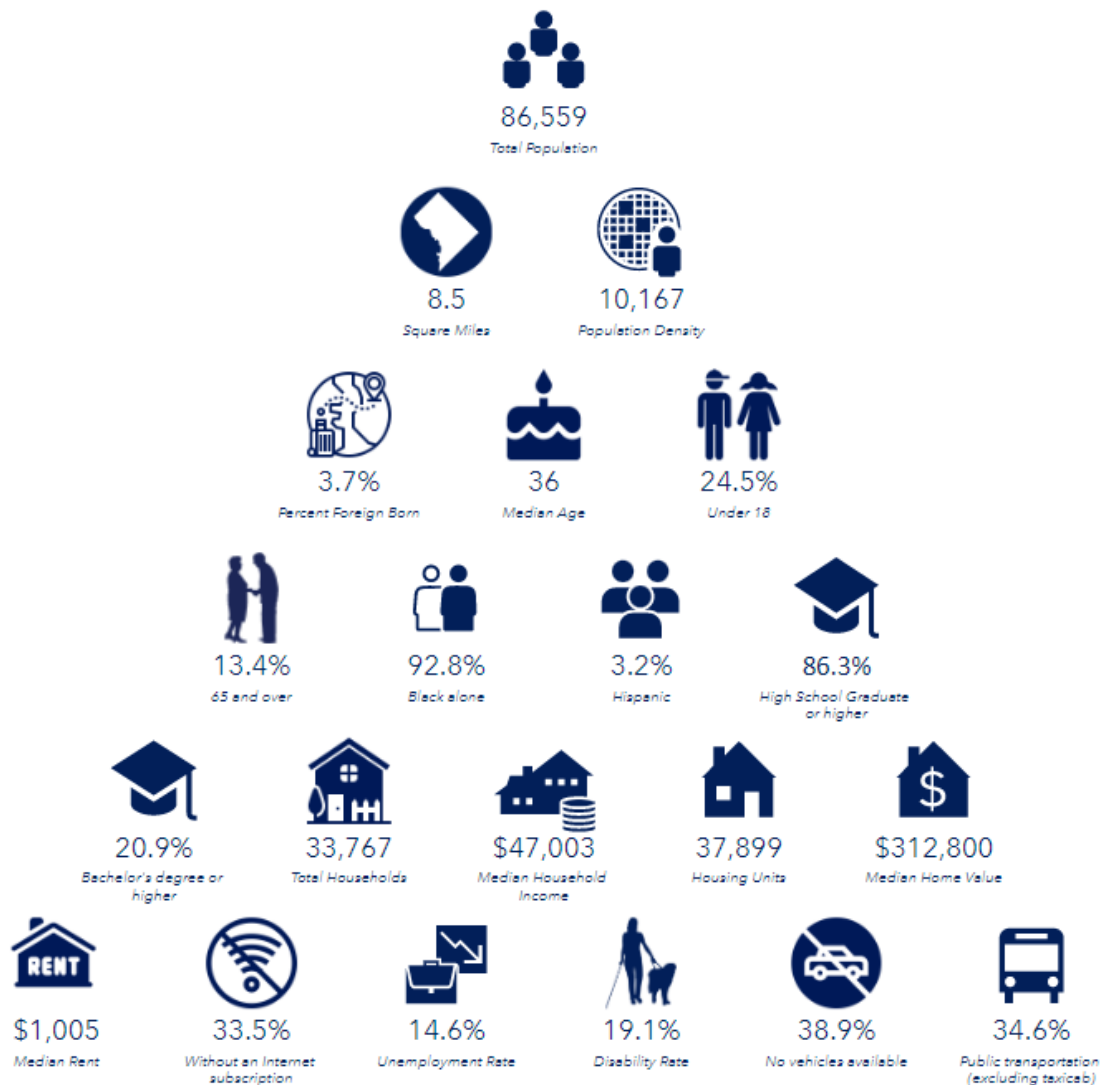 86,559
Total Population
8.5
10,167
Square Miles
Population Density
3.7%
36
24.5%
Percent Foreign Born
Median Age
Under 18
13.4%
92.8%
3.2%
86.3%
65 and over
Black alone
Hispanic
High School Graduate
or higher
$
20.9%
33,767
$47,003
37,899
$312,800
Bachelor's degree or
higher
Total Households
Median Household
Income
Housing Units
Median Home Value
RENT
$1,005
33.5%
14.6%
19.1%
38.9%
34.6%
Median Rent
Without an Internet
subscription
Unemployment Rate
Disability Rate
No vehicles available
Public transportation
(excluding taxicab)